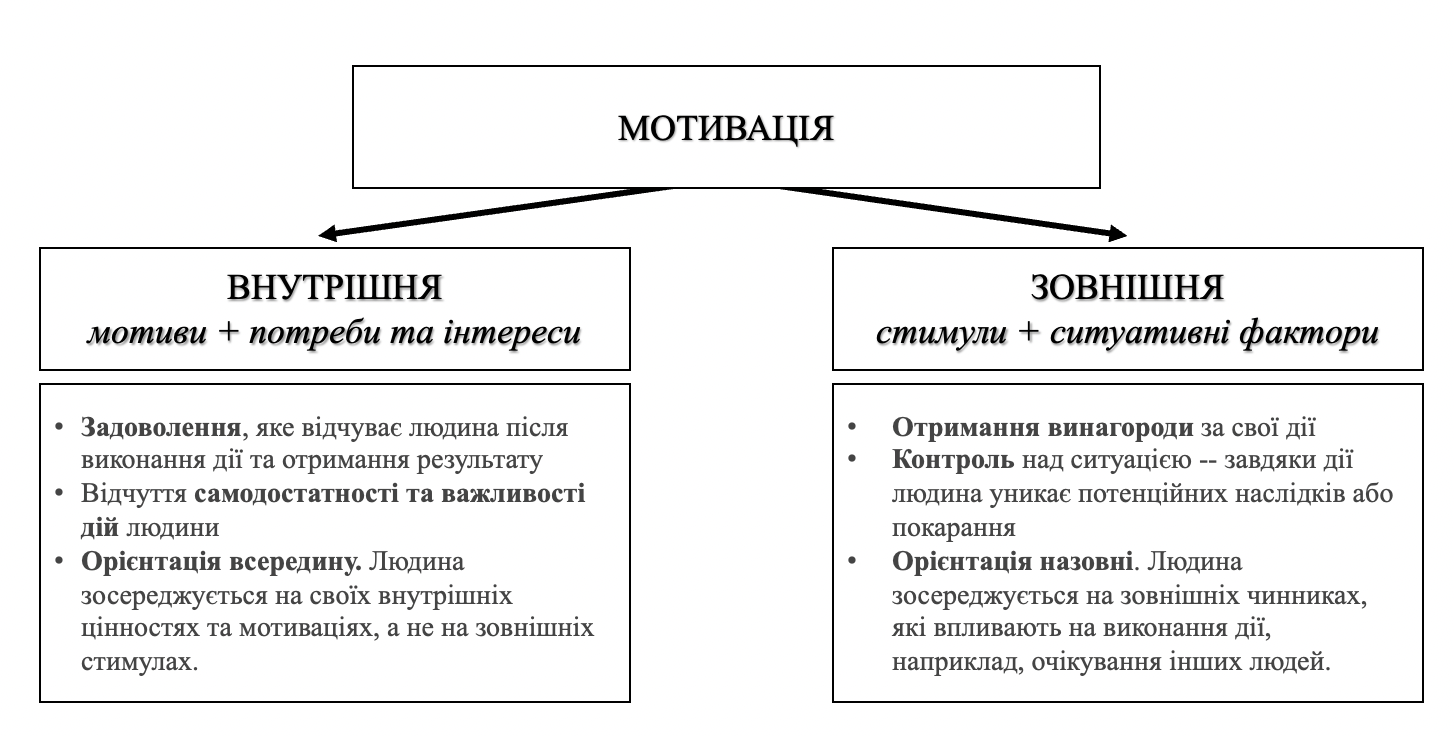 МОТИВАЦІЯ
ВНУТРІШНЯ
мотиви + потреби та інтереси
• Задоволення, яке відчуває людина після
виконання дії та отримання результату
• Відчуття самодостатності та важливості
дій людини
• Орієнтація всередину. Людина
зосереджується на своїх внутрішніх
цінностях та мотиваціях, а не на зовнішніх
стимулах.
ЗОВНІШНЯ
стимули + ситуативні фактори
• Отримання винагороди за свої дії
• Контроль над ситуацією -- завдяки дії
людина уникає потенційних наслідків або
покарання
• Орієнтація назовні. Людина
зосереджується на зовнішніх чинниках,
які впливають на виконання дії,
наприклад, очікування інших людей.